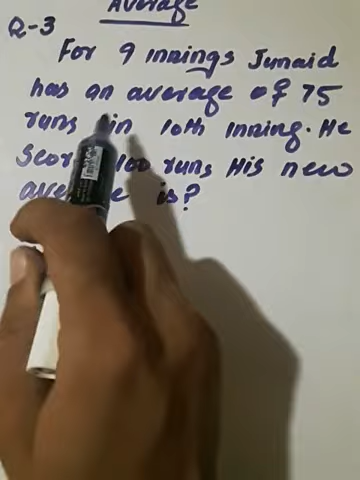 Average
Q-3
For 9 innings Junaid
has an average of 75
runs in 10th inning. He
Scor 100 runs His new
ave e is?